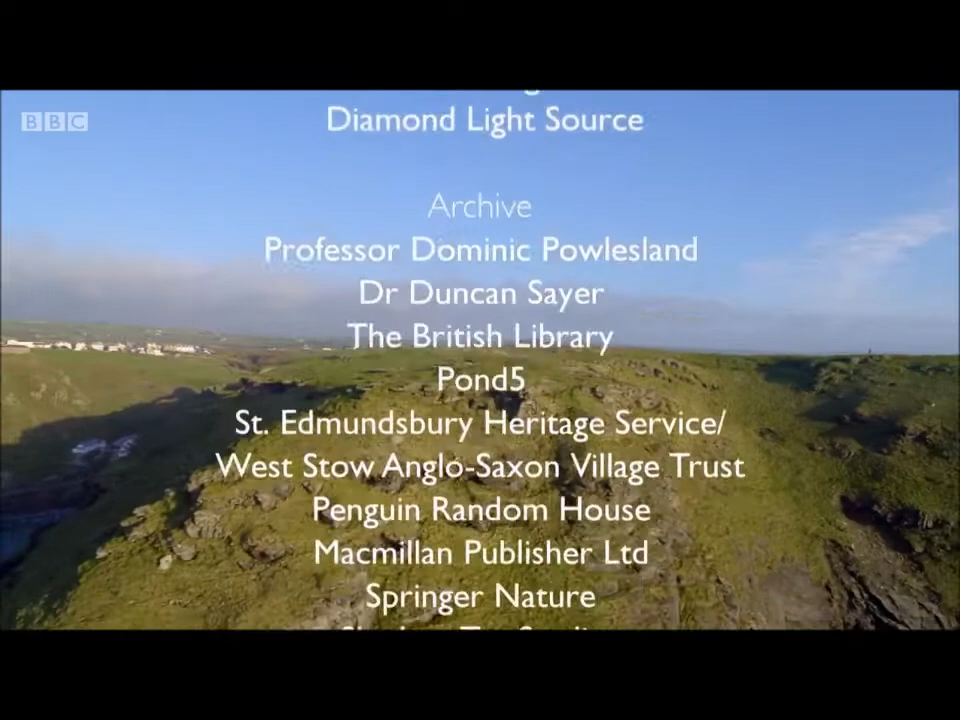 BBC
Diamond Light Source
Archive
Professor Dominic Powlesland
Dr Duncan Sayer
The British Library
Pond5
St. Edmundsbury Heritage Service/
West Stow Anglo-Saxon Village Trust
Penguin Random House
Macmillan Publisher Ltd
Springer Nature